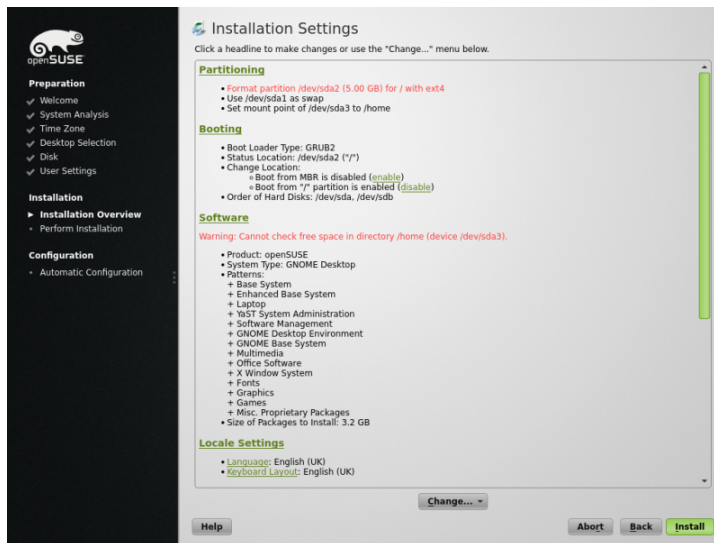 openSUSE
Preparation
Welcome
System Analysis
Time Zone
Desktop Selection
Disk
User Settings
Installation
Installation Overview
Perform Installation
Configuration
Automatic Configuration
Installation Settings
Click a headline to make changes or use the "Change..." menu below.
Partitioning
• Format partition /dev/sda2 (5.00 GB) for / with ext4
• Use /dev/sda1 as swap
• Set mount point of /dev/sda3 to /home
Booting
• Boot Loader Type: GRUB2
• Status Location: /dev/sda2 ("/")
• Change Location:
Boot from MBR is disabled (enable)
Boot from "/" partition is enabled (disable)
• Order of Hard Disks: /dev/sda, /dev/sdb
Software
Warning: Cannot check free space in directory /home (device /dev/sda3).
• Product: openSUSE
• System Type: GNOME Desktop
• Patterns:
+ Base System
+ Enhanced Base System
+ Laptop
+ YaST System Administration
+ Software Management
+ GNOME Desktop Environment
+ GNOME Base System
+ Multimedia
+ Office Software
+ X Window System
+ Fonts
+ Graphics
+ Games
+ Misc. Proprietary Packages
• Size of Packages to Install: 3.2 GB
Locale Settings
• Language: English (UK)
• Keyboard Layout: English (UK)
Change...
Help
Abort
Back
Install